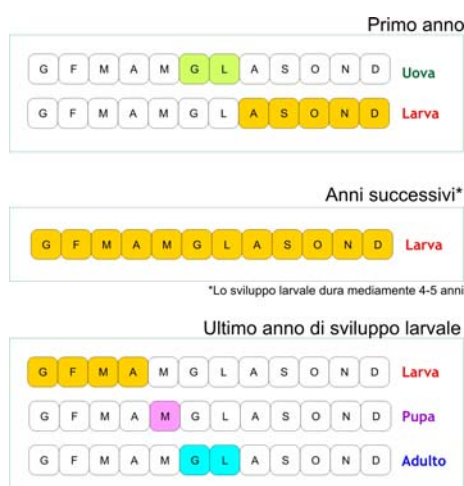 Primo anno
G F M A M G L A S O N D Uova
G F M A M G L A S O N D Larva
Anni successivi*
G F M A M G L A S O N D Larva
*Lo sviluppo larvale dura mediamente 4-5 anni
Ultimo anno di sviluppo larvale
G F M A M G L A S O N D Larva
G F M A M G L A S O N D Pupa
G F M A M G L A S O N D Adulto